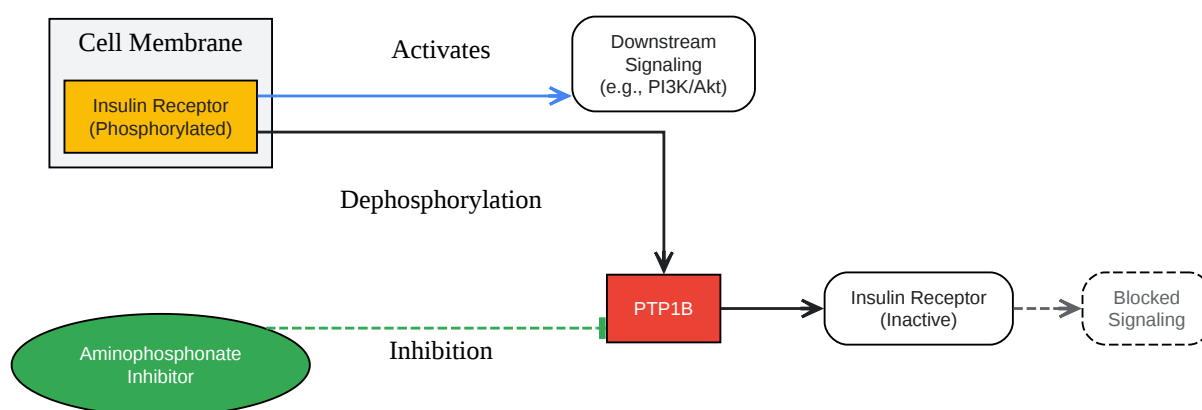 Cell Membrane
Insulin Receptor
(Phosphorylated)
Activates
Downstream
Signaling
(e.g., PI3K/Akt)
Dephosphorylation
PTP1B
Insulin Receptor
(Inactive)
Blocked
Signaling
Aminophosphonate
Inhibitor
Inhibition